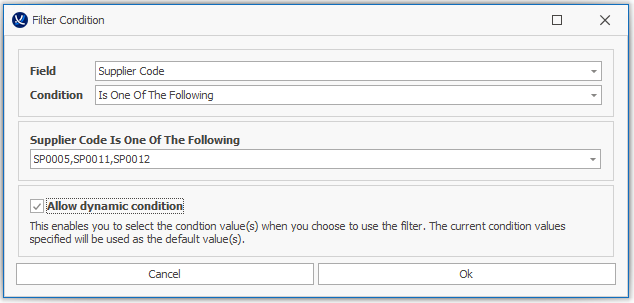 Filter Condition
Field Supplier Code
Condition Is One Of The Following
Supplier Code Is One Of The Following
SP0005,SP0011,SP0012
Allow dynamic condition
This enables you to select the condtion value(s) when you choose to use the filter. The current condition values
specified will be used as the default value(s).
Cancel Ok